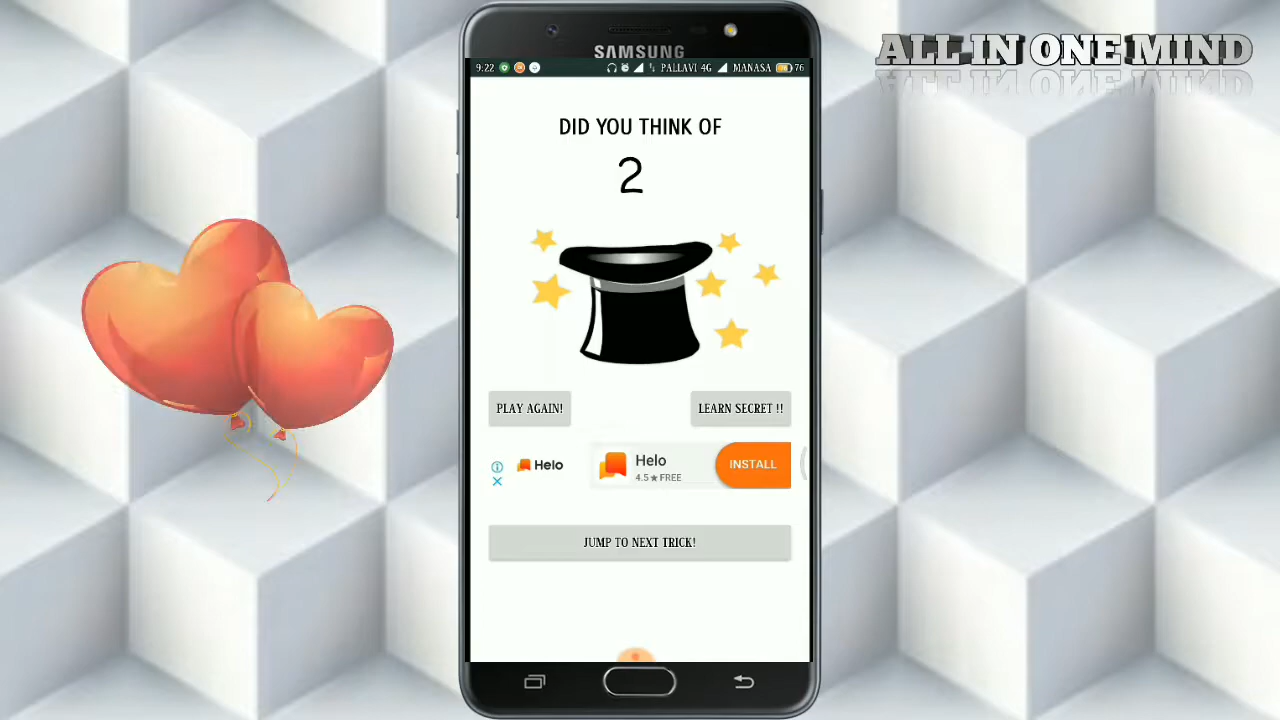 ALL IN ONE MIND
SAMSUNG
9:22 PALLAVI 4G MANASA 76
DID YOU THINK OF
2
PLAY AGAIN!
LEARN SECRET !!
Helo
Helo
4.5★FREE
INSTALL
JUMP TO NEXT TRICK!